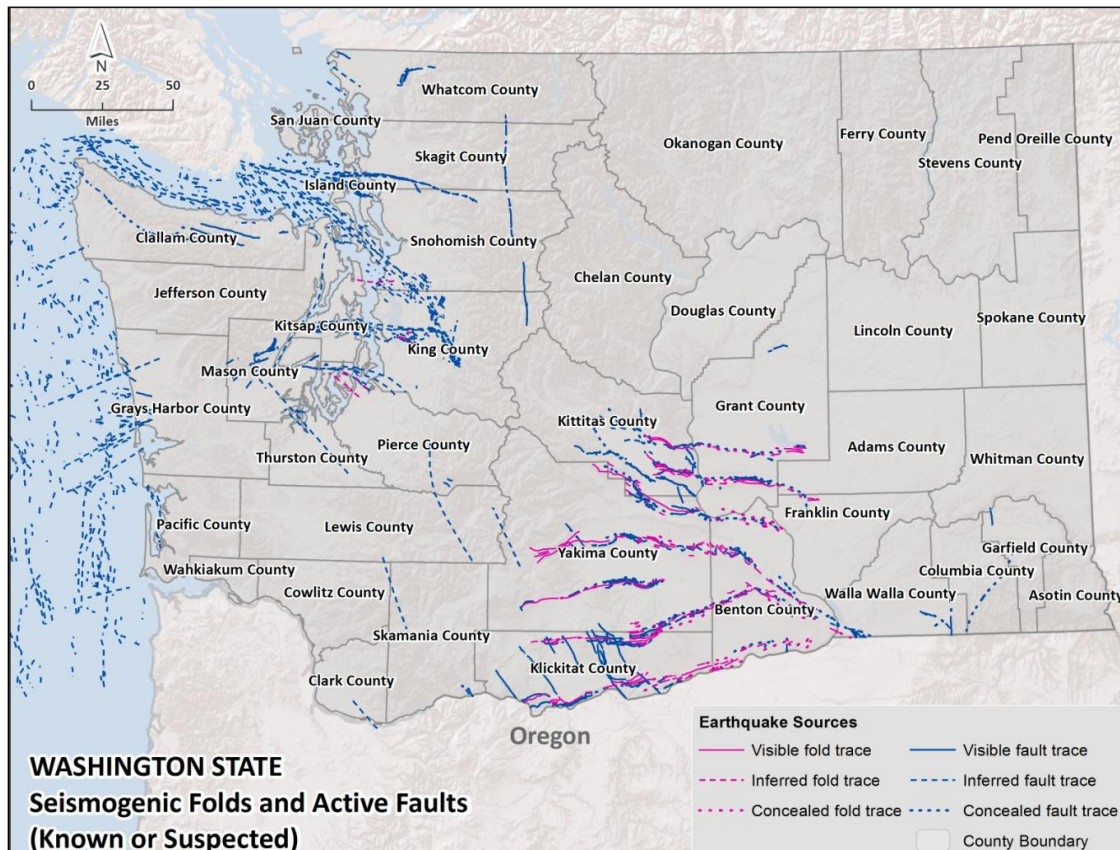 N
0 25 50
Miles
Whatcom County
San Juan County
Skagit County
Island County
Okanogan County
Ferry County
Pend Oreille County
Stevens County
Clallam County
Snohomish County
Chelan County
Jefferson County
Douglas County
Kitsap County
King County
Lincoln County
Spokane County
Mason County
Grays Harbor County
Kittitas County
Grant County
Pierce County
Adams County
Thurston County
Whitman County
Pacific County
Lewis County
Franklin County
Yakima County
Garfield County
Wahkiakum County
Columbia County
Cowlitz County
Walla Walla County
Asotin County
Benton County
Skamania County
Klickitat County
Clark County
Oregon
WASHINGTON STATE
Seismogenic Folds and Active Faults
(Known or Suspected)
Earthquake Sources
Visible fold trace
Visible fault trace
Inferred fold trace
Inferred fault trace
Concealed fold trace
Concealed fault trace
County Boundary